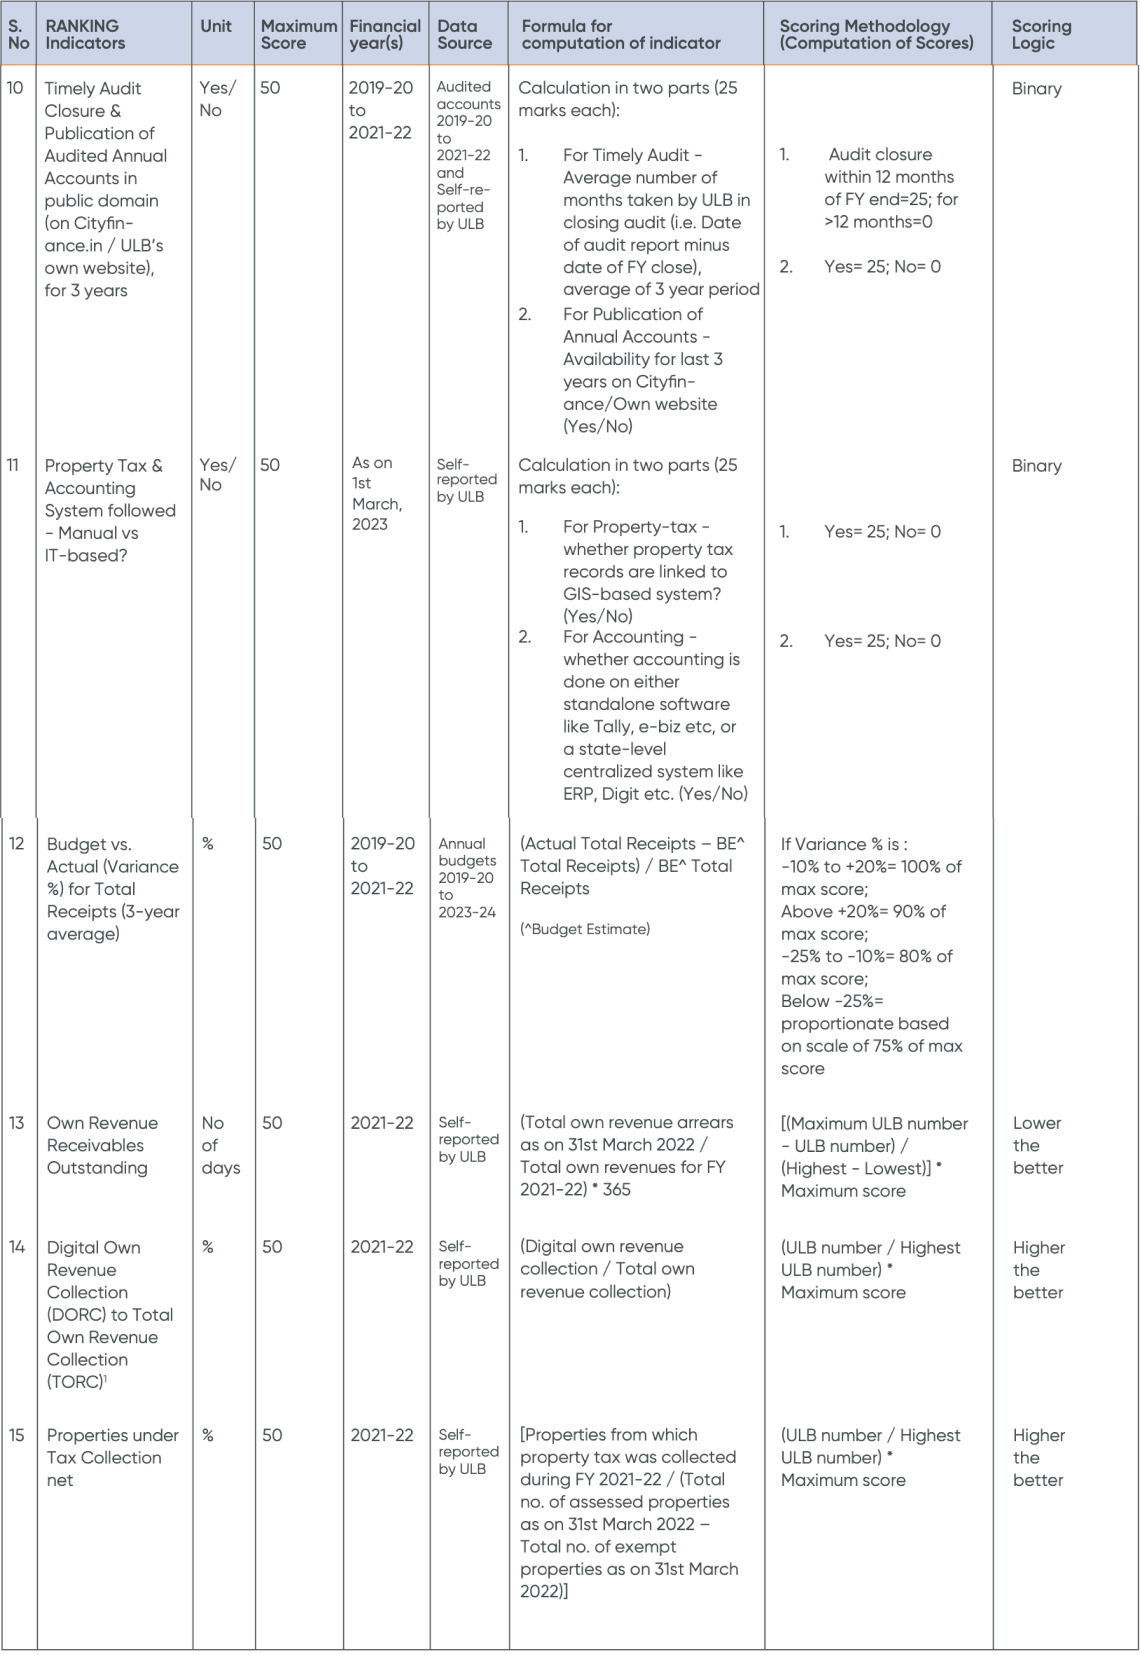 S.
No
RANKING
Indicators
Unit
Maximum
Score
Financial
year(s)
Data
Source
Formula for
computation of indicator
Scoring Methodology
(Computation of Scores)
Scoring
Logic
10
Timely Audit
Closure &
Publication of
Audited Annual
Accounts in
public domain
(on Cityfin-
ance.in / ULB's
own website),
for 3 years
Yes/
No
50
2019-20
to
2021-22
Audited
accounts
2019-20
to
2021-22
and
Self-re-
ported
by ULB
Calculation in two parts (25
marks each):
1. For Timely Audit -
Average number of
months taken by ULB in
closing audit (i.e. Date
of audit report minus
date of FY close),
average of 3 year period
2. For Publication of
Annual Accounts -
Availability for last 3
years on Cityfin-
ance/Own website
(Yes/No)
1. Audit closure
within 12 months
of FY end=25; for
>12 months=0
2. Yes= 25; No= 0
Binary
11
Property Tax &
Accounting
System followed
- Manual vs
IT-based?
Yes/
No
50
As on
1st
March,
2023
Self-
reported
by ULB
Calculation in two parts (25
marks each):
1. For Property-tax -
whether property tax
records are linked to
GIS-based system?
(Yes/No)
2. For Accounting -
whether accounting is
done on either
standalone software
like Tally, e-biz etc, or
a state-level
centralized system like
ERP, Digit etc. (Yes/No)
1. Yes= 25; No= 0
2. Yes= 25; No= 0
Binary
12
Budget vs.
Actual (Variance
%) for Total
Receipts (3-year
average)
%
50
2019-20
to
2021-22
Annual
budgets
2019-20
to
2023-24
(Actual Total Receipts – BE^
Total Receipts) / BE^ Total
Receipts
(^Budget Estimate)
If Variance % is :
-10% to +20%= 100% of
max score;
Above +20%= 90% of
max score;
-25% to -10%= 80% of
max score;
Below -25%=
proportionate based
on scale of 75% of max
score
13
Own Revenue
Receivables
Outstanding
No
of
days
50
2021-22
Self-
reported
by ULB
(Total own revenue arrears
as on 31st March 2022 /
Total own revenues for FY
2021-22) * 365
[(Maximum ULB number
- ULB number) /
(Highest - Lowest)] *
Maximum score
Lower
the
better
14
Digital Own
Revenue
Collection
(DORC) to Total
Own Revenue
Collection
(TORC)¹
%
50
2021-22
Self-
reported
by ULB
(Digital own revenue
collection / Total own
revenue collection)
(ULB number / Highest
ULB number) *
Maximum score
Higher
the
better
15
Properties under
Tax Collection
net
%
50
2021-22
Self-
reported
by ULB
[Properties from which
property tax was collected
during FY 2021-22 / (Total
no. of assessed properties
as on 31st March 2022 –
Total no. of exempt
properties as on 31st March
2022)]
(ULB number / Highest
ULB number) *
Maximum score
Higher
the
better